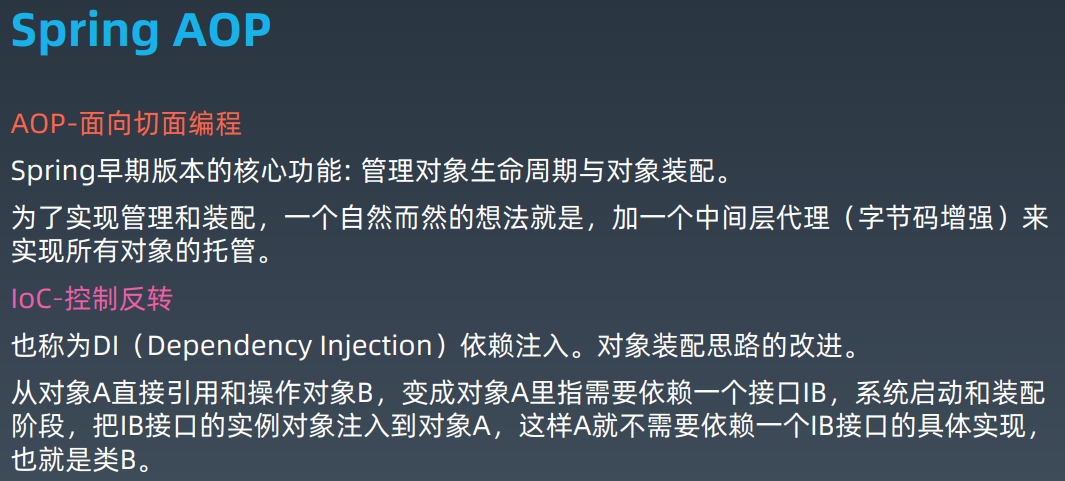 Spring AOP
AOP-面向切面编程
Spring早期版本的核心功能: 管理对象生命周期与对象装配。
为了实现管理和装配，一个自然而然的想法就是，加一个中间层代理（字节码增强）来
实现所有对象的托管。
IoC-控制反转
也称为DI（Dependency Injection）依赖注入。对象装配思路的改进。
从对象A直接引用和操作对象B，变成对象A里指需要依赖一个接口IB，系统启动和装配
阶段，把IB接口的实例对象注入到对象A，这样A就不需要依赖一个IB接口的具体实现，
也就是类B。